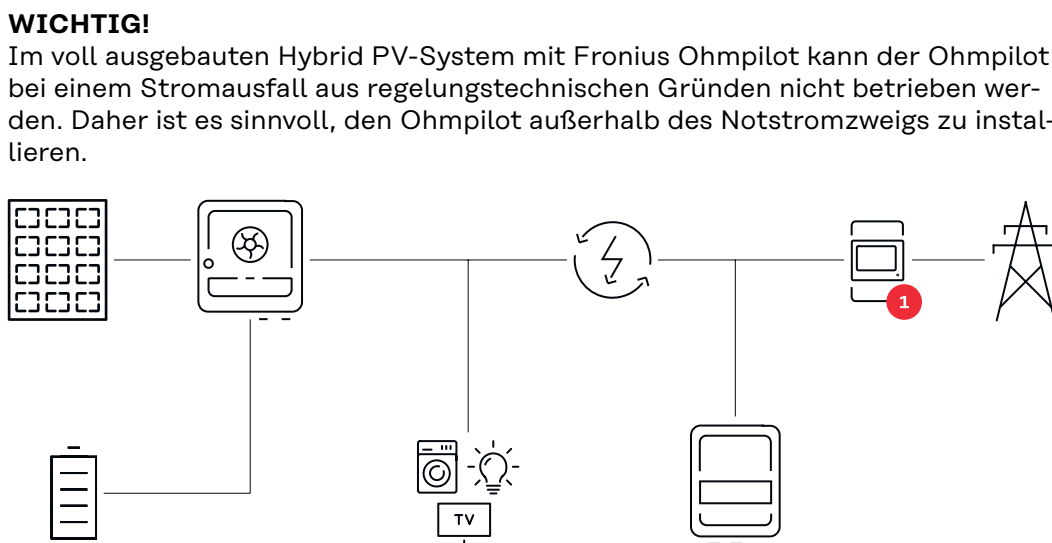 WICHTIG!
Im voll ausgebauten Hybrid PV-System mit Fronius Ohmpilot kann der Ohmpilot
bei einem Stromausfall aus regelungstechnischen Gründen nicht betrieben wer-
den. Daher ist es sinnvoll, den Ohmpilot außerhalb des Notstromzweigs zu instal-
lieren.
1
TV